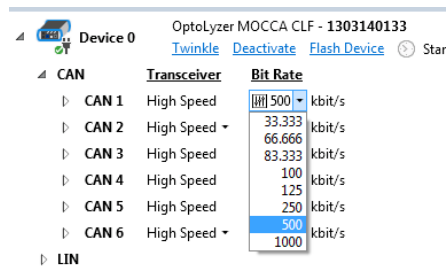 Device 0 OptoLyzer MOCCA CLF - 1303140133
Twinkle Deactivate Flash Device Star
CAN Transceiver Bit Rate
CAN 1 High Speed 500 kbit/s
33.333
CAN 2 High Speed kbit/s
66.666
CAN 3 High Speed 83.333 kbit/s
100
CAN 4 High Speed kbit/s
125
CAN 5 High Speed 250 kbit/s
500
CAN 6 High Speed kbit/s
1000
LIN